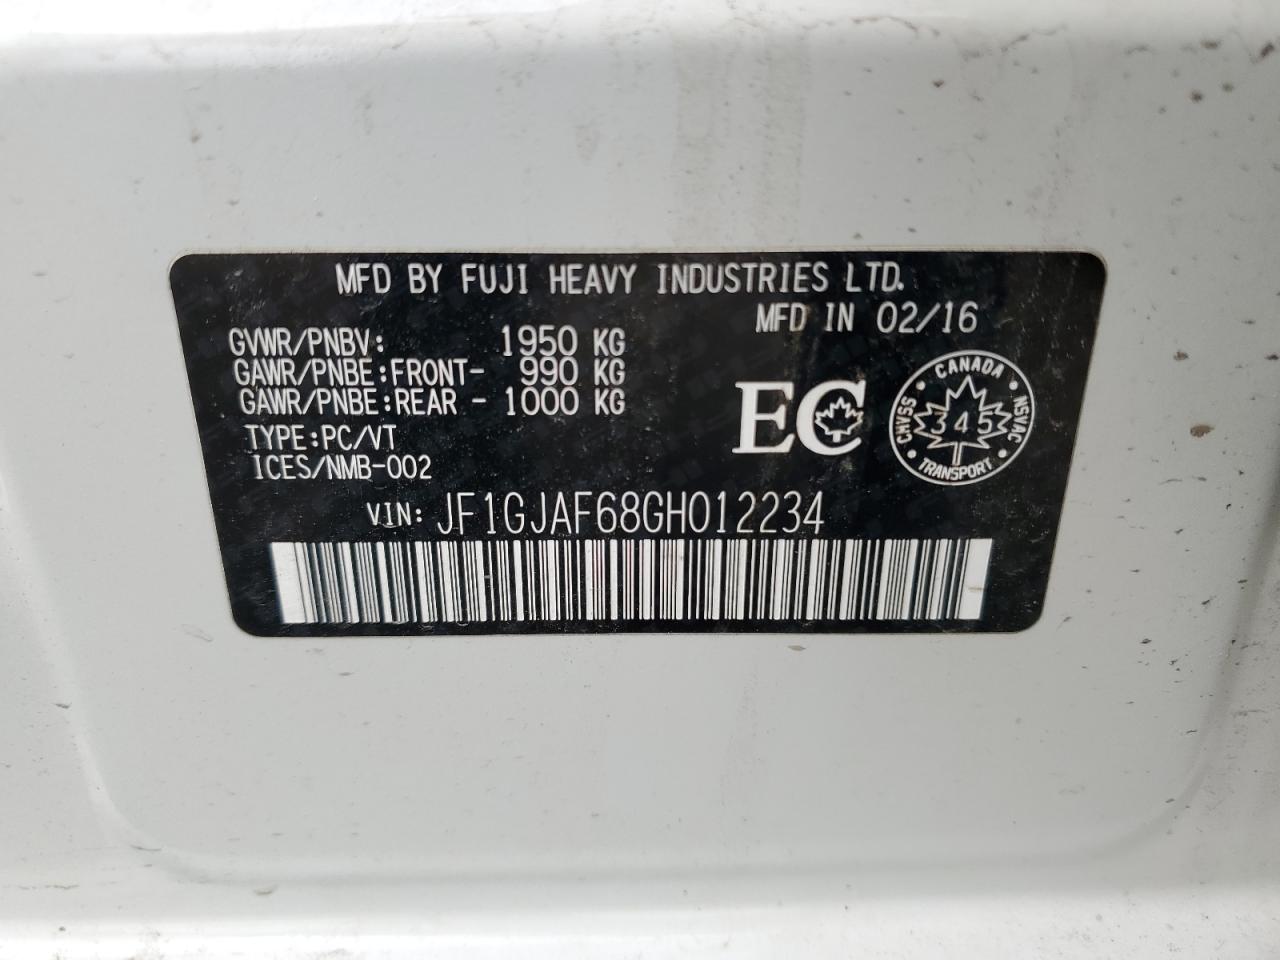 MFD BY FUJI HEAVY INDUSTRIES LTD.
MFD IN 02/16
GVWR/PNBV: 1950 KG
GAWR/PNBE:FRONT- 990 KG
GAWR/PNBE:REAR - 1000 KG
TYPE:PC/VT
ICES/NMB-002
EC
CANADA
CMVSS 345 NSVAC
TRANSPORT
VIN: JF1GJAF68GH012234